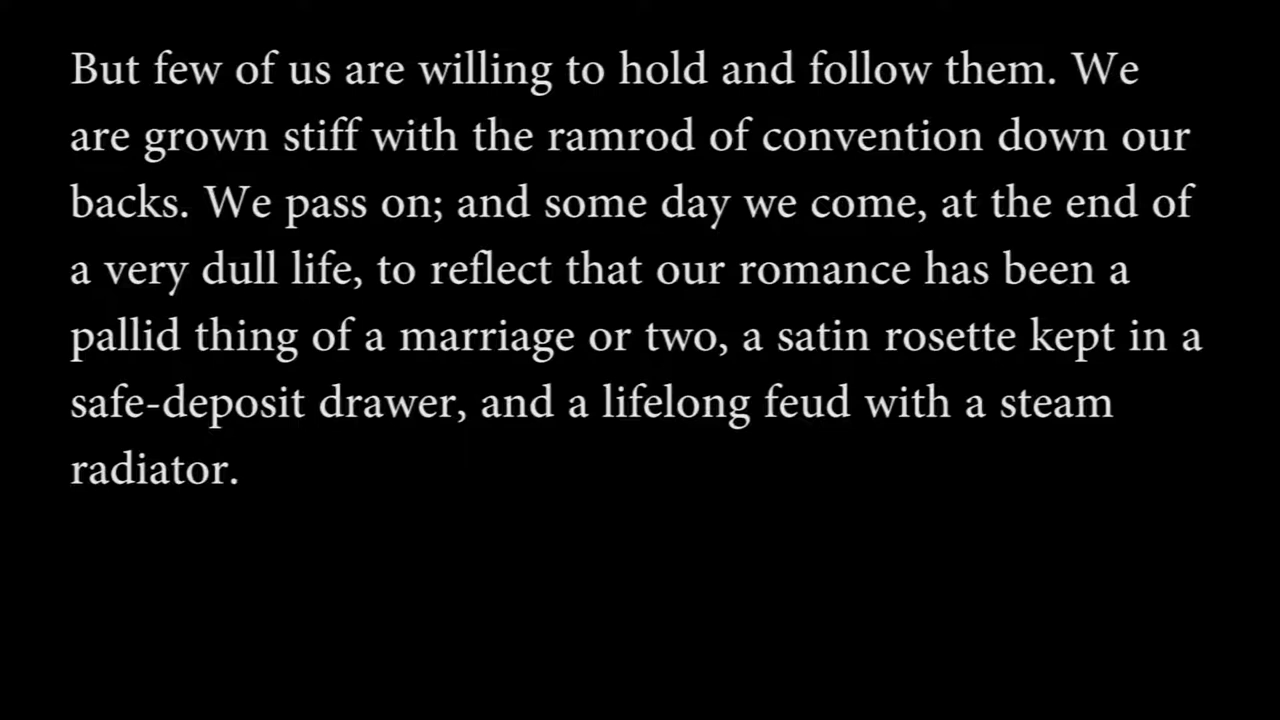 But few of us are willing to hold and follow them. We
are grown stiff with the ramrod of convention down our
backs. We pass on; and some day we come, at the end of
a very dull life, to reflect that our romance has been a
pallid thing of a marriage or two, a satin rosette kept in a
safe-deposit drawer, and a lifelong feud with a steam
radiator.